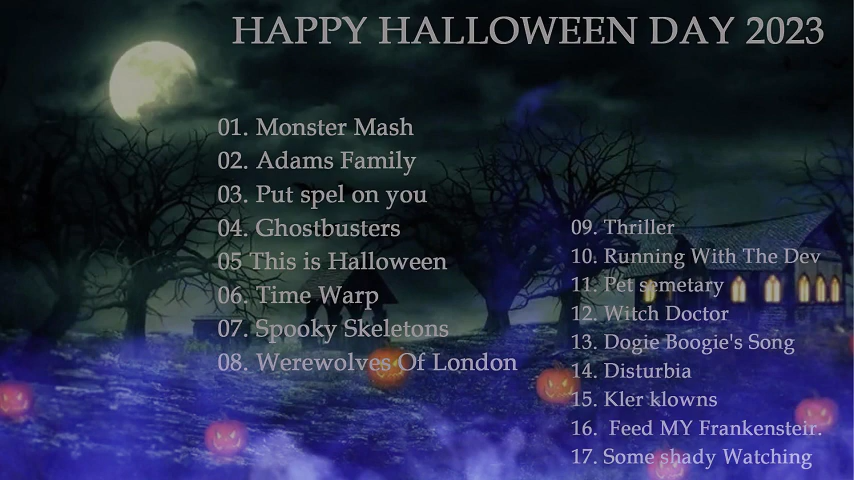 HAPPY HALLOWEEN DAY 2023
01. Monster Mash
02. Adams Family
03. Put spel on you
04. Ghostbusters
05 This is Halloween
06. Time Warp
07. Spooky Skeletons
08. Werewolves Of London
09. Thriller
10. Running With The Dev
11. Pet semetary
12. Witch Doctor
13. Dogie Boogie's Song
14. Disturbia
15. Kler klowns
16. Feed MY Frankensteir.
17. Some shady Watching